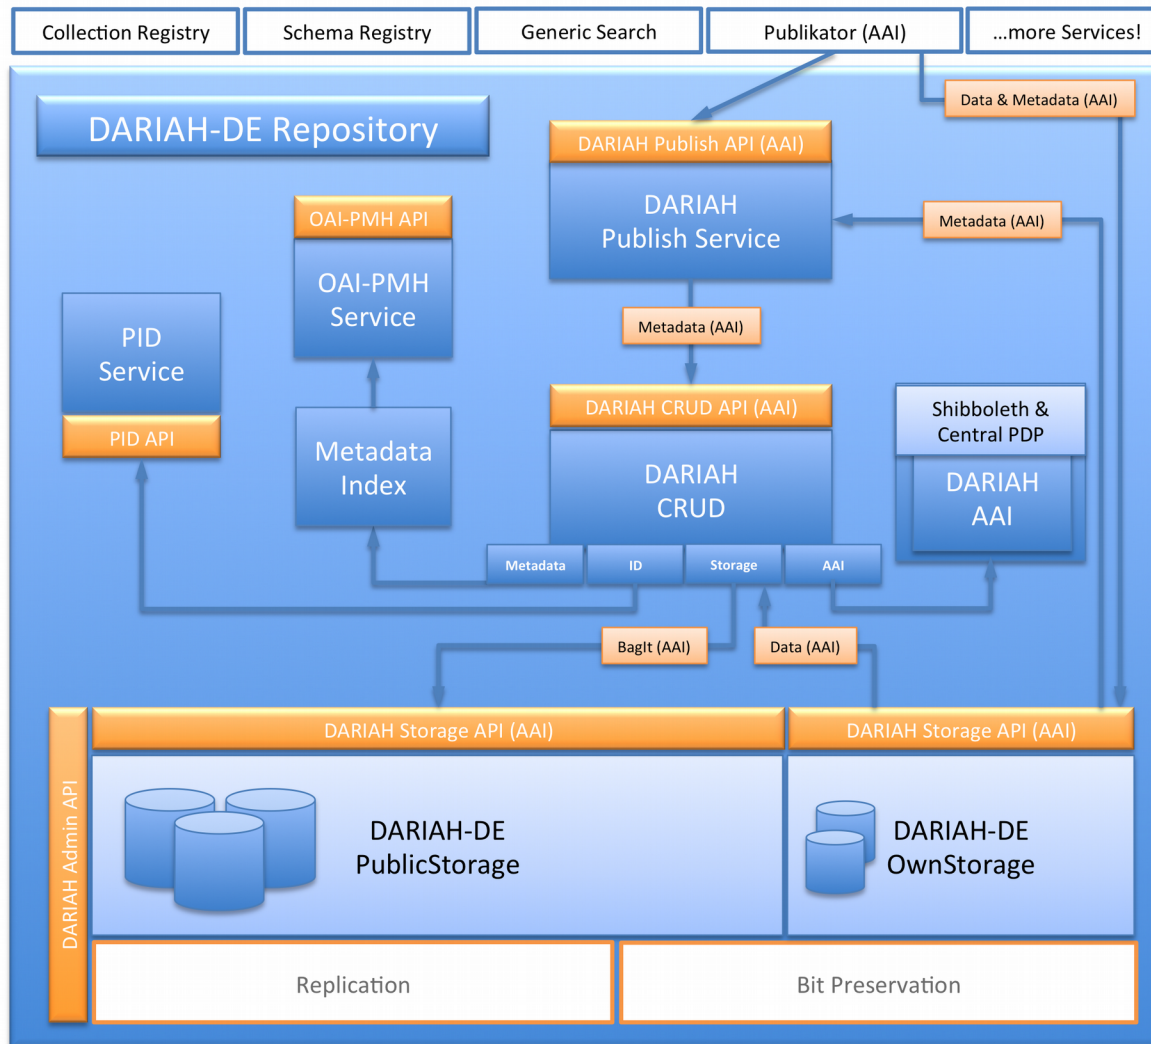 Collection Registry
Schema Registry
Generic Search
Publikator (AAI)
...more Services!
Data & Metadata (AAI)
DARIAH-DE Repository
DARIAH Publish API (AAI)
DARIAH
Publish Service
Metadata (AAI)
OAI-PMH API
OAI-PMH
Service
PID
Service
PID API
Metadata (AAI)
DARIAH CRUD API (AAI)
DARIAH
CRUD
Metadata
Index
Shibboleth &
Central PDP
DARIAH
AAI
Metadata
ID
Storage
AAI
BagIt (AAI)
Data (AAI)
DARIAH Storage API (AAI)
DARIAH Storage API (AAI)
DARIAH Admin API
DARIAH-DE
PublicStorage
DARIAH-DE
OwnStorage
Replication
Bit Preservation